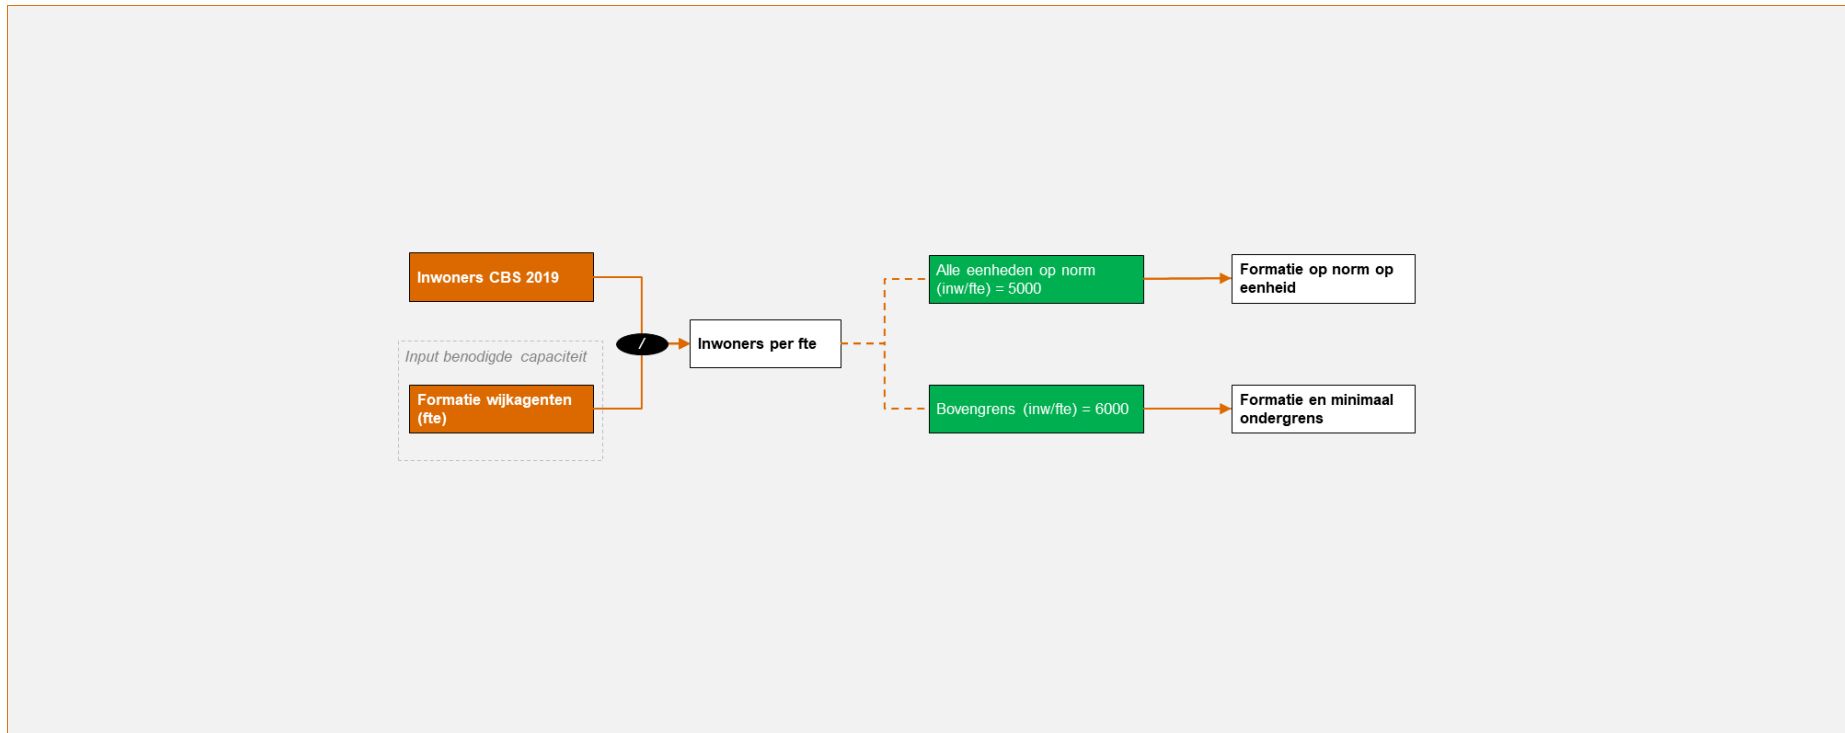 Inwoners CBS 2019
Input benodigde capaciteit
Formatie wijkagenten
(fte)
/
Inwoners per fte
Alle eenheden op norm
(inw/fte) = 5000
Formatie op norm op
eenheid
Bovengrens (inw/fte) = 6000
Formatie en minimaal
ondergrens